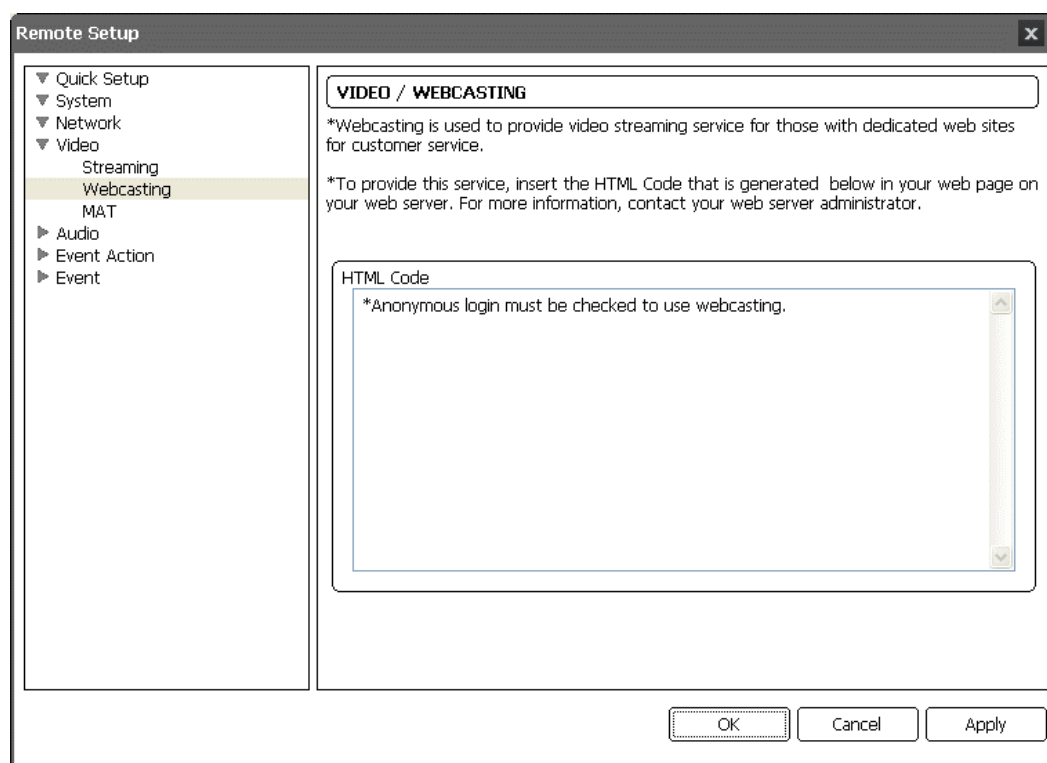 Remote Setup
x
Quick Setup
System
Network
Video
Streaming
Webcasting
MAT
Audio
Event Action
Event
VIDEO / WEBCASTING
*Webcasting is used to provide video streaming service for those with dedicated web sites
for customer service.
*To provide this service, insert the HTML Code that is generated below in your web page on
your web server. For more information, contact your web server administrator.
HTML Code
*Anonymous login must be checked to use webcasting.
OK
Cancel
Apply